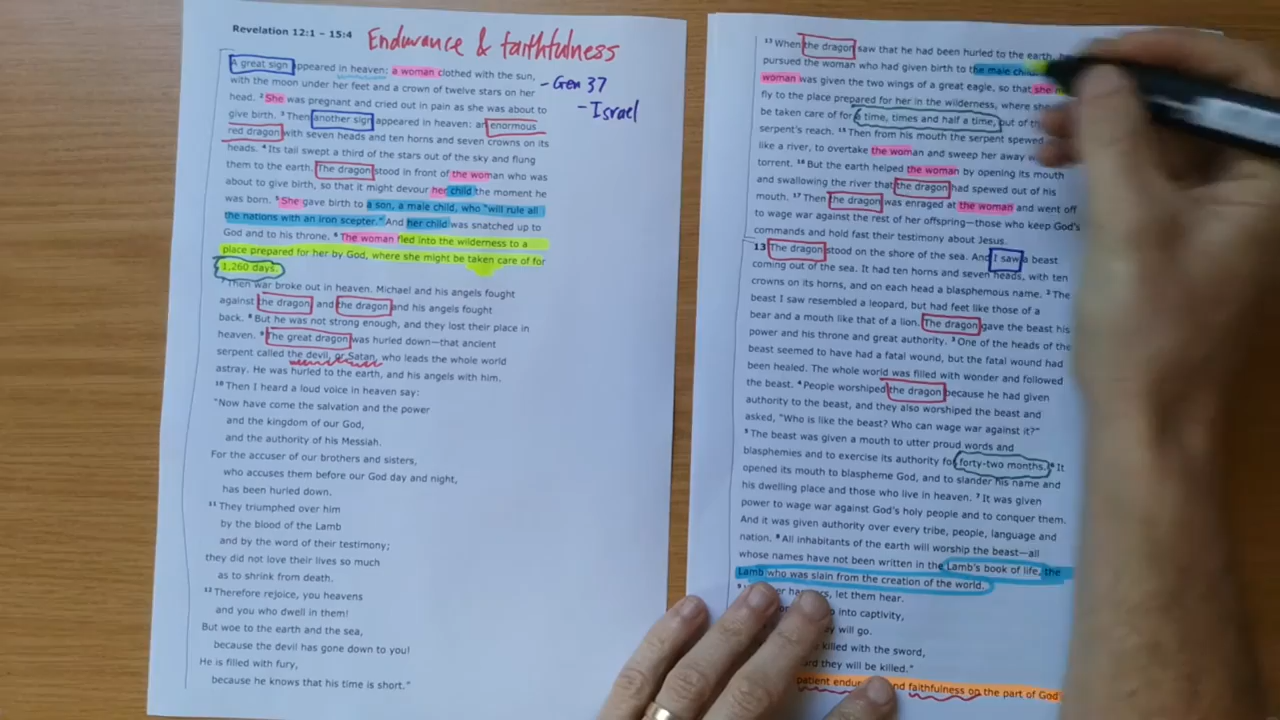 Revelation 12:1 – 15:4
Endurance & faithfulness
A great sign appeared in heaven: a woman clothed with the sun,
with the moon under her feet and a crown of twelve stars on her
head. ² She was pregnant and cried out in pain as she was about to
give birth. ³ Then another sign appeared in heaven: an enormous
red dragon with seven heads and ten horns and seven crowns on its
heads. ⁴ Its tail swept a third of the stars out of the sky and flung
them to the earth. The dragon stood in front of the woman who was
about to give birth, so that it might devour her child the moment he
was born. ⁵ She gave birth to a son, a male child, who "will rule all
the nations with an iron scepter." And her child was snatched up to
God and to his throne. ⁶ The woman fled into the wilderness to a
place prepared for her by God, where she might be taken care of for
1,260 days.
⁷ Then war broke out in heaven. Michael and his angels fought
against the dragon and the dragon and his angels fought
back. ⁸ But he was not strong enough, and they lost their place in
heaven. ⁹ The great dragon was hurled down—that ancient
serpent called the devil, or Satan, who leads the whole world
astray. He was hurled to the earth, and his angels with him.
¹⁰ Then I heard a loud voice in heaven say:
"Now have come the salvation and the power
and the kingdom of our God,
and the authority of his Messiah.
For the accuser of our brothers and sisters,
who accuses them before our God day and night,
has been hurled down.
¹¹ They triumphed over him
by the blood of the Lamb
and by the word of their testimony;
they did not love their lives so much
as to shrink from death.
¹² Therefore rejoice, you heavens
and you who dwell in them!
But woe to the earth and the sea,
because the devil has gone down to you!
He is filled with fury,
because he knows that his time is short."
- Gen 37
- Israel
¹³ When the dragon saw that he had been hurled to the earth,
pursued the woman who had given birth to the male child
woman was given the two wings of a great eagle, so that she
fly to the place prepared for her in the wilderness, where she
be taken care of for a time, times and half a time, out of
serpent's reach. ¹⁵ Then from his mouth the serpent spewed
like a river, to overtake the woman and sweep her away
torrent. ¹⁶ But the earth helped the woman by opening its mouth
and swallowing the river that the dragon had spewed out of his
mouth. ¹⁷ Then the dragon was enraged at the woman and went off
to wage war against the rest of her offspring—those who keep God's
commands and hold fast their testimony about Jesus.
13 The dragon stood on the shore of the sea. And I saw a beast
coming out of the sea. It had ten horns and seven heads, with ten
crowns on its horns, and on each head a blasphemous name. ² The
beast I saw resembled a leopard, but had feet like those of a
bear and a mouth like that of a lion. The dragon gave the beast his
power and his throne and great authority. ³ One of the heads of the
beast seemed to have had a fatal wound, but the fatal wound had
been healed. The whole world was filled with wonder and followed
the beast. ⁴ People worshiped the dragon because he had given
authority to the beast, and they also worshiped the beast and
asked, "Who is like the beast? Who can wage war against it?"
⁵ The beast was given a mouth to utter proud words and
blasphemies and to exercise its authority for forty-two months. ⁶ It
opened its mouth to blaspheme God, and to slander his name and
his dwelling place and those who live in heaven. ⁷ It was given
power to wage war against God's holy people and to conquer them.
And it was given authority over every tribe, people, language and
nation. ⁸ All inhabitants of the earth will worship the beast—all
whose names have not been written in the Lamb's book of life, the
Lamb who was slain from the creation of the world.
let them hear.
into captivity,
will go.
killed with the sword,
they will be killed."
patient and faithfulness on the part of God